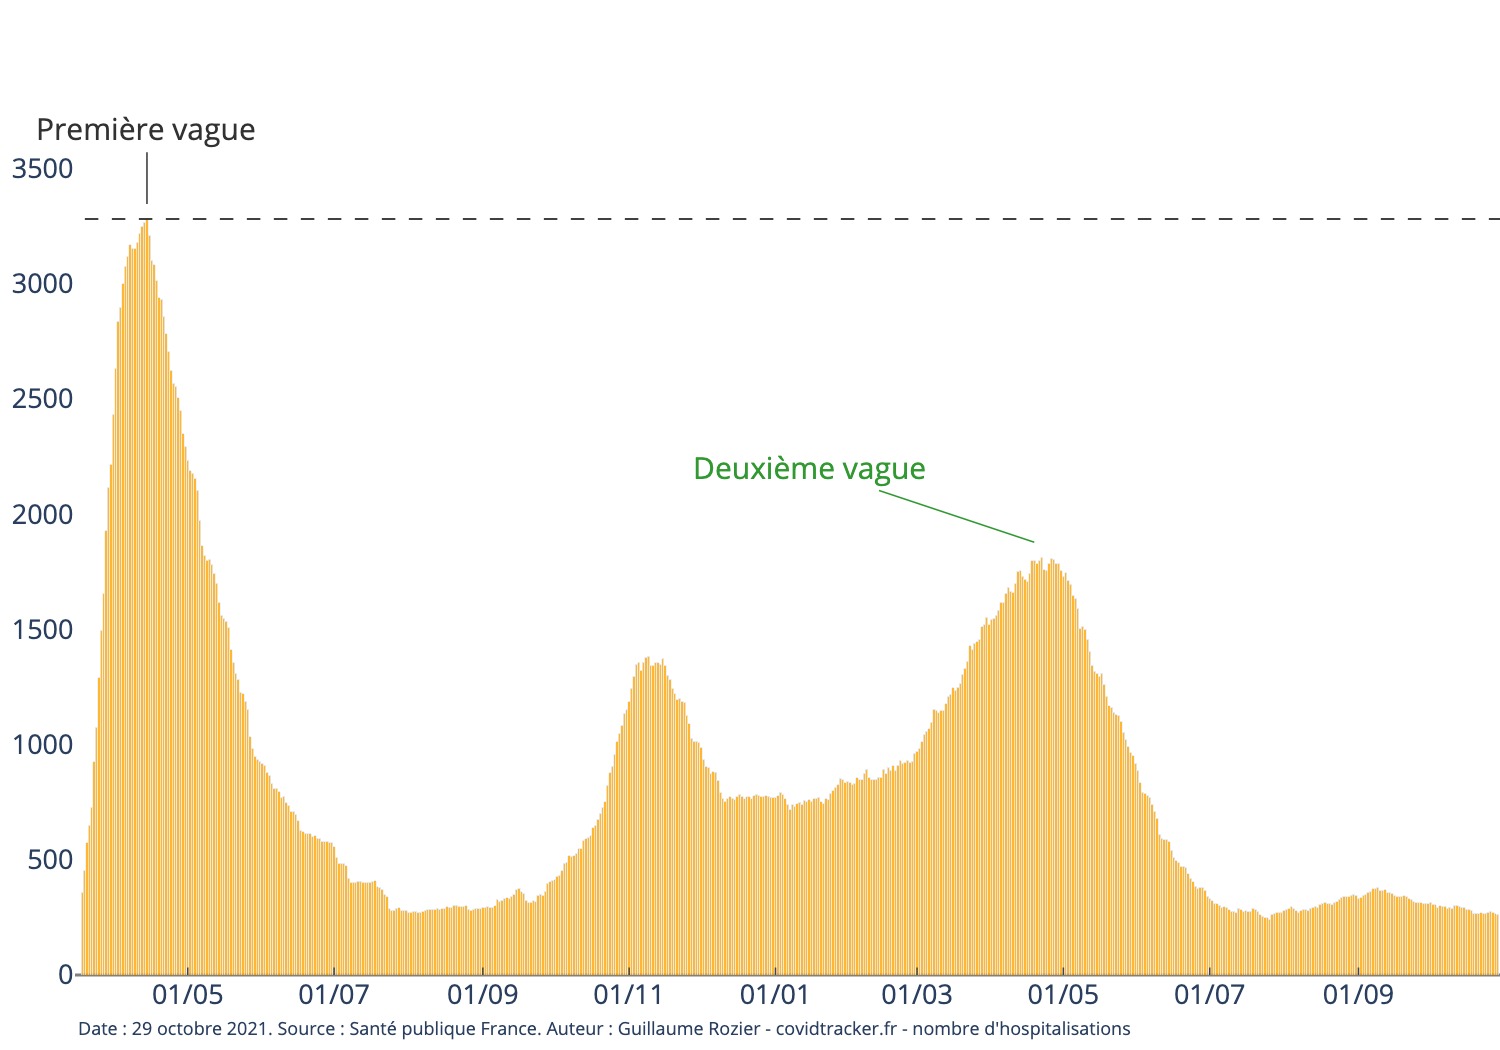 Première vague
3500
3000
2500
Deuxième vague
2000
1500
1000
500
0
01/05 01/07 01/09 01/11 01/01 01/03 01/05 01/07 01/09
Date : 29 octobre 2021. Source : Santé publique France. Auteur : Guillaume Rozier - covidtracker.fr - nombre d'hospitalisations